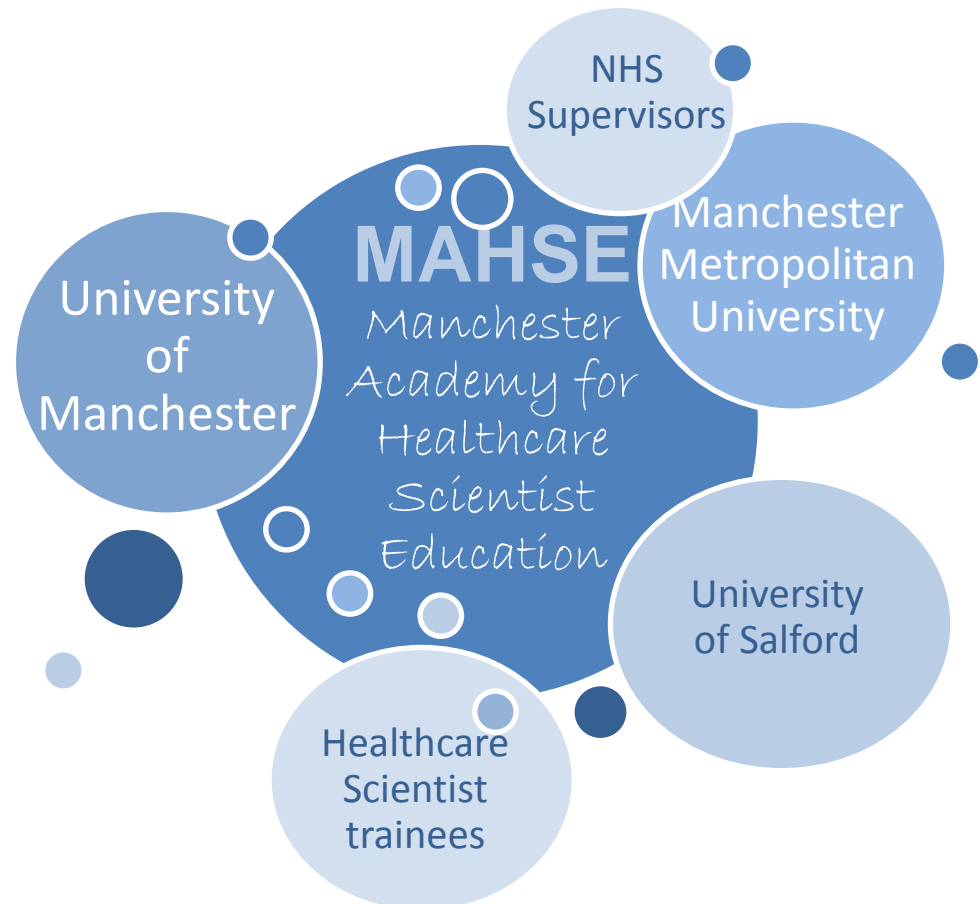 NHS
Supervisors
Manchester
Metropolitan
University
MAHSE
Manchester
Academy for
Healthcare
Scientist
Education
University
of
Manchester
University
of Salford
Healthcare
Scientist
trainees